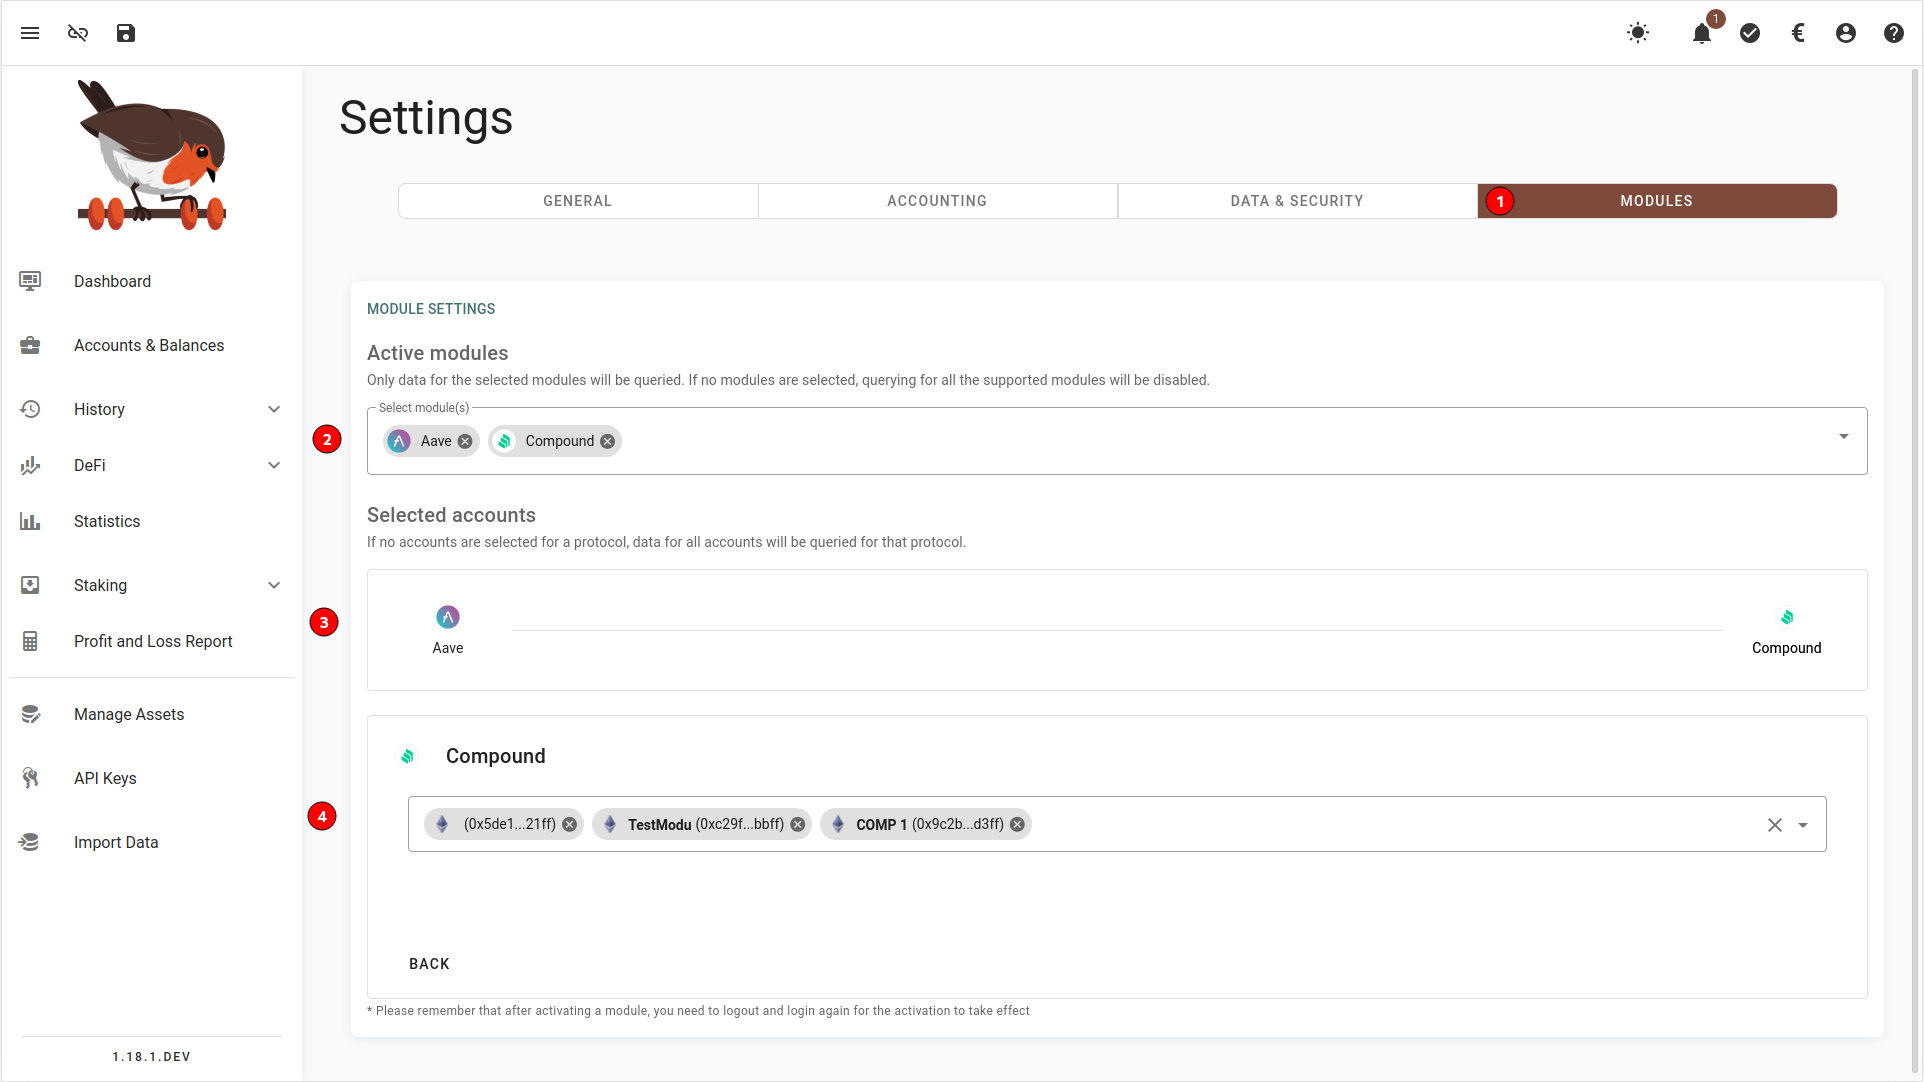 1
Settings
GENERAL
ACCOUNTING
DATA & SECURITY
1
MODULES
Dashboard
Accounts & Balances
History
DeFi
Statistics
Staking
Profit and Loss Report
Manage Assets
API Keys
Import Data
1.18.1.DEV
MODULE SETTINGS
Active modules
Only data for the selected modules will be queried. If no modules are selected, querying for all the supported modules will be disabled.
Select module(s)
2
Aave
Compound
Selected accounts
If no accounts are selected for a protocol, data for all accounts will be queried for that protocol.
3
Aave
Compound
Compound
4
(0x5de1...21ff)
TestModu (0xc29f...bbff)
COMP 1 (0x9c2b...d3ff)
BACK
* Please remember that after activating a module, you need to logout and login again for the activation to take effect